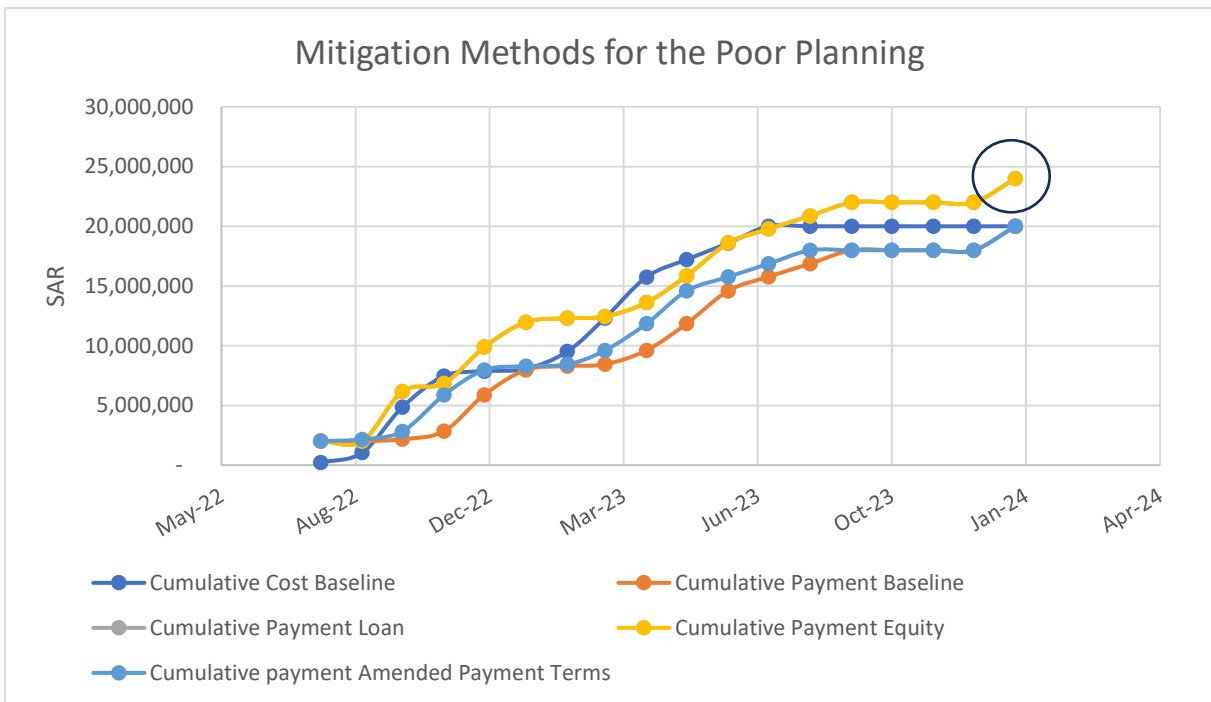 Mitigation Methods for the Poor Planning
30,000,000
25,000,000
20,000,000
15,000,000
10,000,000
5,000,000
-
SAR
May-22 Aug-22 Dec-22 Mar-23 Jun-23 Oct-23 Jan-24 Apr-24
Cumulative Cost Baseline Cumulative Payment Baseline
Cumulative Payment Loan Cumulative Payment Equity
Cumulative payment Amended Payment Terms